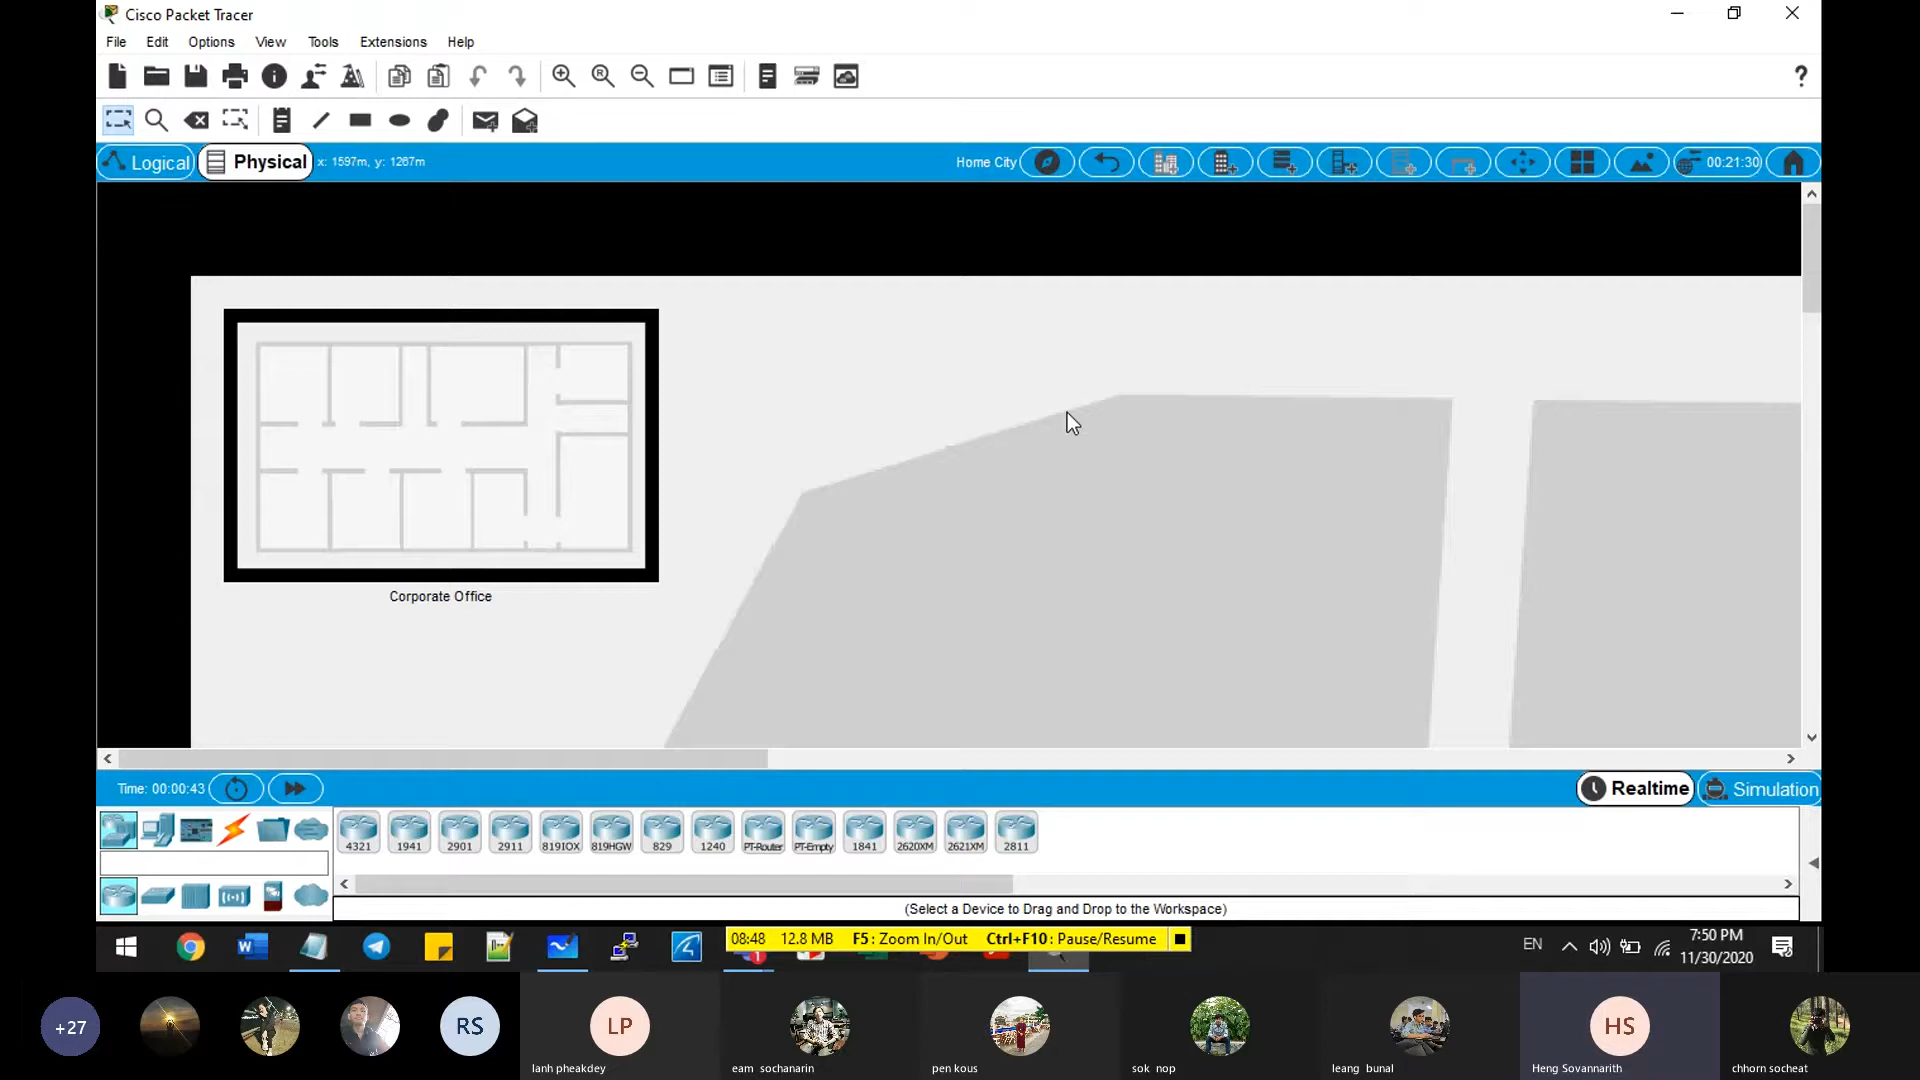 Cisco Packet Tracer
File Edit Options View Tools Extensions Help
?
Logical Physical x: 1597m, y: 1267m Home City 00:21:30
Corporate Office
Time: 00:00:43 Realtime Simulation
4321 1941 2901 2911 819IOX 819HGW 829 1240 PT-Router PT-Empty 1841 2620XM 2621XM 2811
(Select a Device to Drag and Drop to the Workspace)
08:48 12.8 MB F5: Zoom In/Out Ctrl+F10: Pause/Resume
1
EN
7:50 PM
11/30/2020
+27 RS LP HS
lanh pheakdey eam sochanarin pen kous sok nop leang bunal Heng Sovannarith chhorn socheat